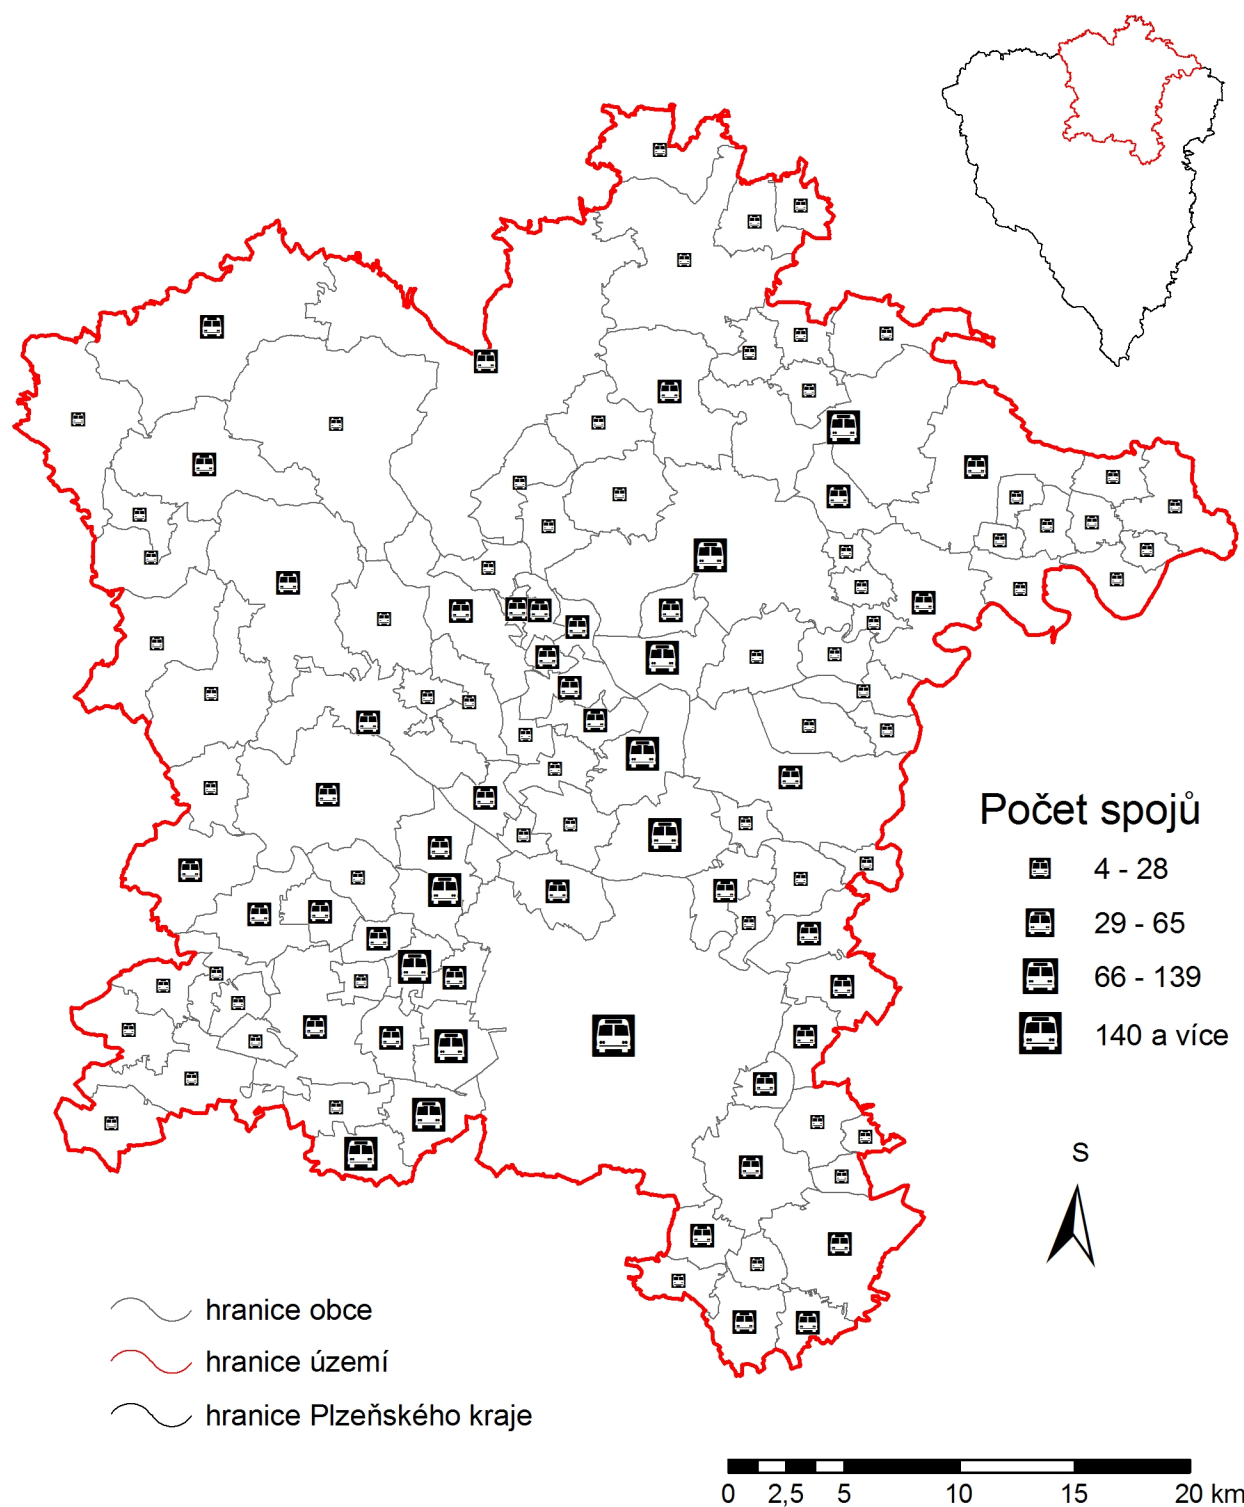 Počet spojů
4 - 28
29 - 65
66 - 139
140 a více
S
hranice obce
hranice území
hranice Plzeňského kraje
0 2,5 5 10 15 20 km